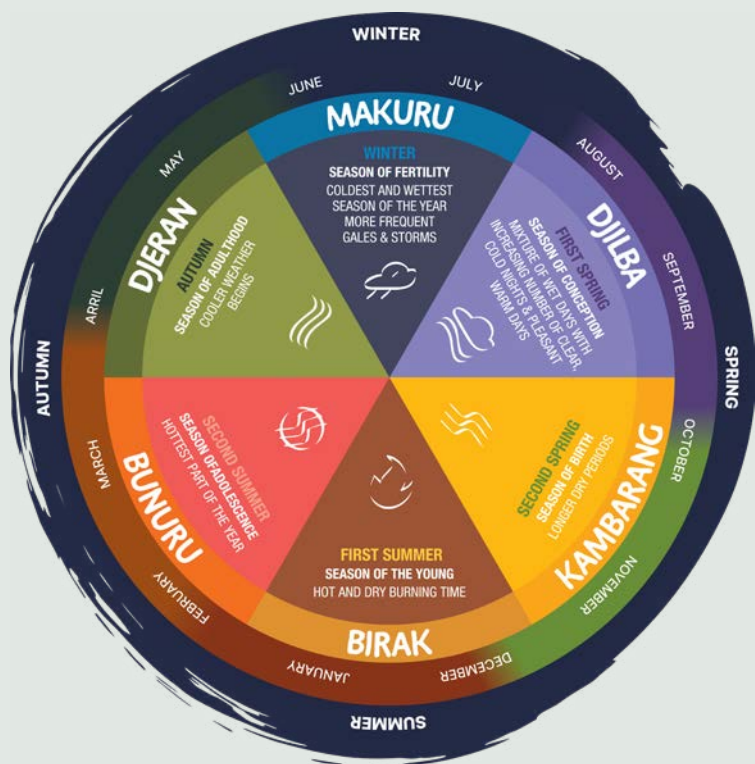 WINTER
JUNE
JULY
MAKURU
WINTER
SEASON OF FERTILITY
COLDEST AND WETTEST
SEASON OF THE YEAR
MORE FREQUENT
GALES & STORMS
AUGUST
SEPTEMBER
DJILBA
FIRST SPRING
SEASON OF CONCEPTION
MIXTURE OF WET DAYS WITH
INCREASING NUMBER OF CLEAR,
COLD NIGHTS & PLEASANT
WARM DAYS
SPRING
OCTOBER
NOVEMBER
KAMBARANG
SECOND SPRING
SEASON OF BIRTH
LONGER DRY PERIODS
DECEMBER
JANUARY
BIRAK
FIRST SUMMER
SEASON OF THE YOUNG
HOT AND DRY BURNING TIME
SUMMER
FEBRUARY
MARCH
BUNURU
SECOND SUMMER
SEASON OFADOLESCENCE
HOTTEST PART OF THE YEAR
AUTUMN
ARRIL
MAY
DJERAN
AUTUMN
SEASON OF ADULTHOOD
COOLER WEATHER
BEGINS